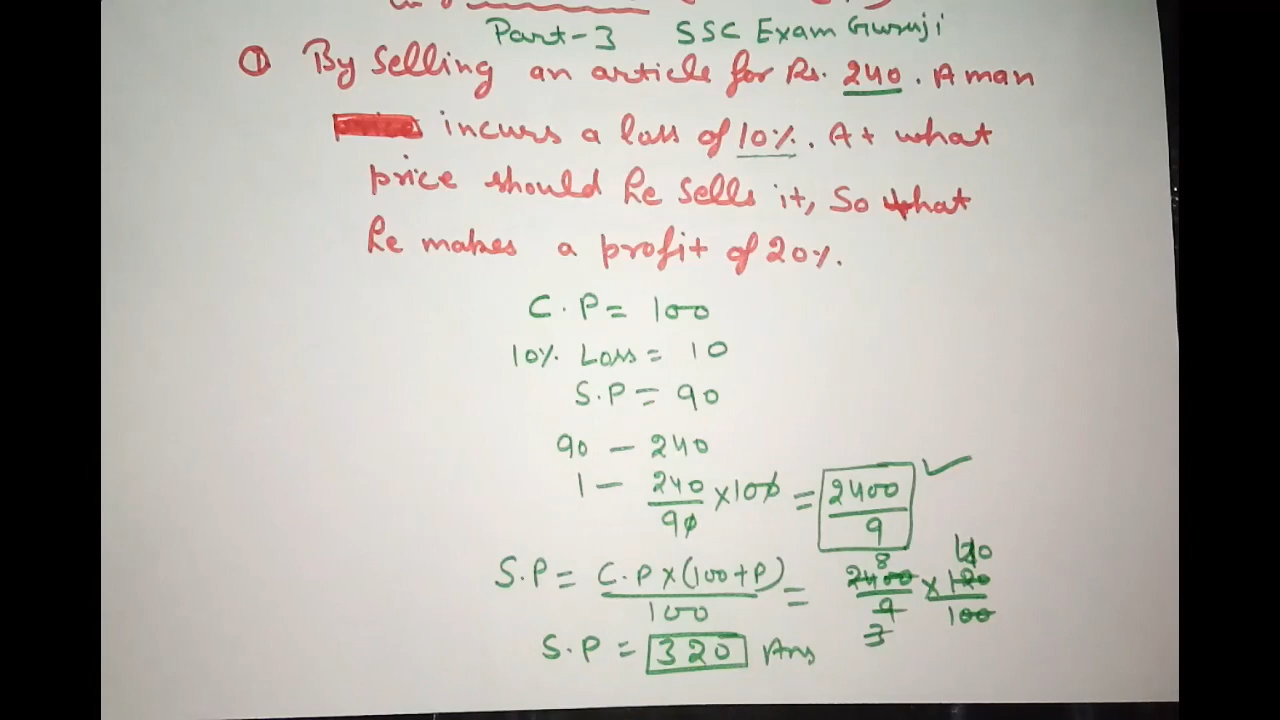 Part-3 SSC Exam Guruji
① By Selling an article for Rs. 240. A man
incurs a loss of 10%. At what
price should he sells it, So that
he makes a profit of 20%.
C.P = 100
10% Loss = 10
S.P = 90
90 - 240
1 - 240/90 × 100 = 2400/9 ✓
S.P = C.P × (100+P)/100 = 2400/9 × 120/100
8 3
S.P = 320 Ans